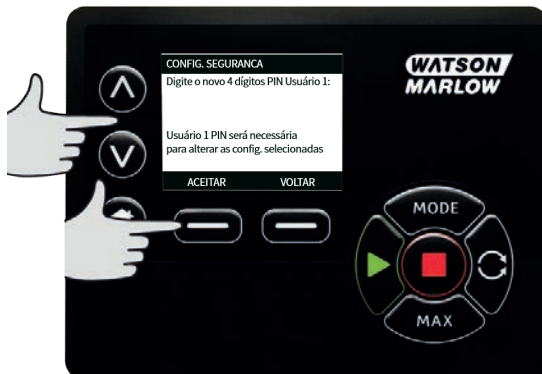 CONFIG. SEGURANCA
Digite o novo 4 dígitos PIN Usuário 1:
Usuário 1 PIN será necessária
para alterar as config. selecionadas
ACEITAR VOLTAR
WATSON
MARLOW
MODE
MAX